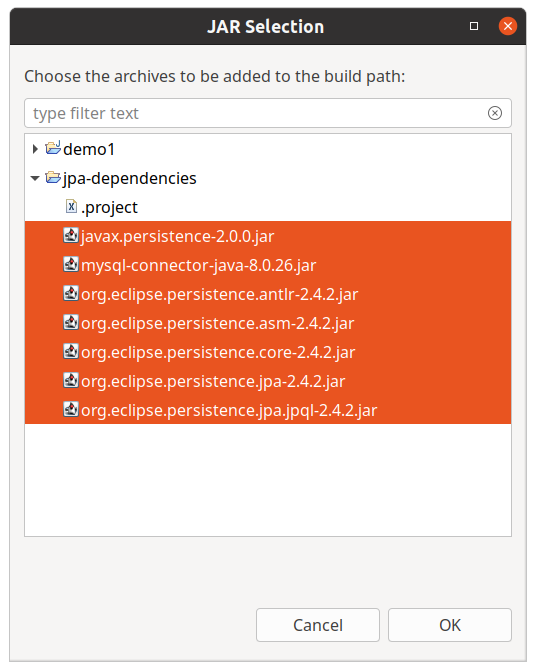 JAR Selection
Choose the archives to be added to the build path:
type filter text
demo1
jpa-dependencies
.project
javax.persistence-2.0.0.jar
mysql-connector-java-8.0.26.jar
org.eclipse.persistence.antlr-2.4.2.jar
org.eclipse.persistence.asm-2.4.2.jar
org.eclipse.persistence.core-2.4.2.jar
org.eclipse.persistence.jpa-2.4.2.jar
org.eclipse.persistence.jpa.jpql-2.4.2.jar
Cancel OK